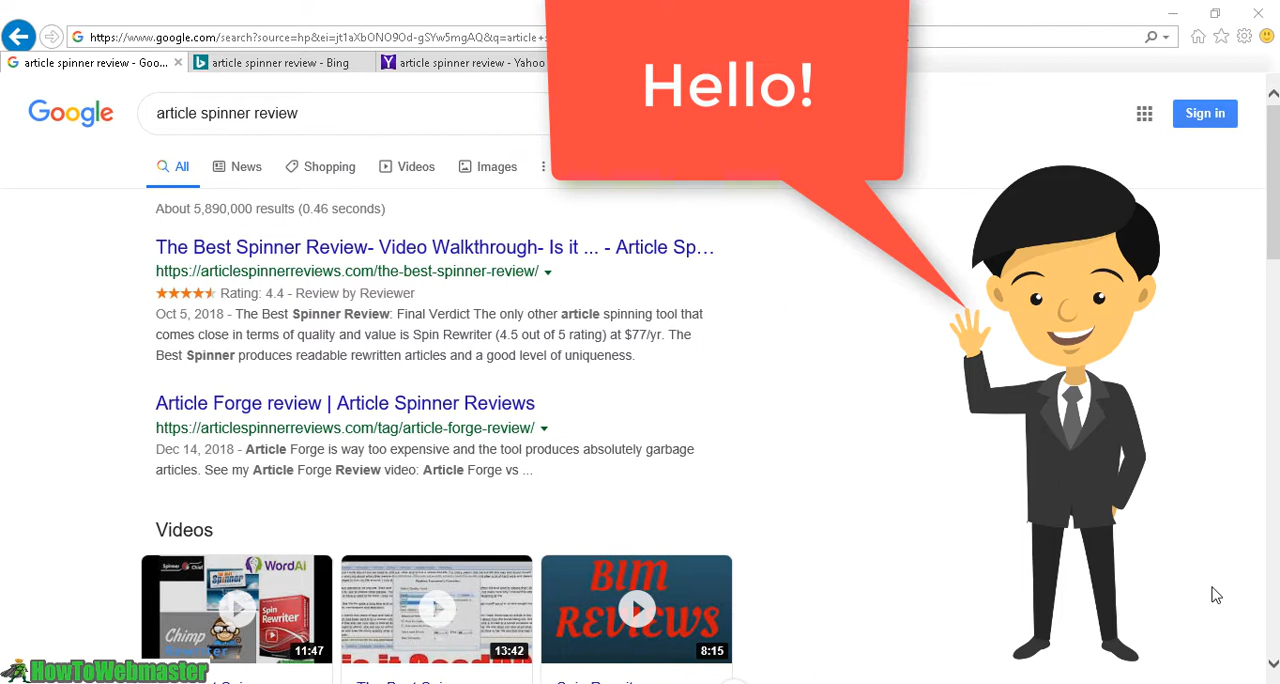 https://www.google.com/search?source=hp&ei=jt1aXbONO9Od-gSYw5mgAQ&q=article+s
article spinner review - Goo...
article spinner review - Bing
article spinner review - Yahoo
Hello!
Google
article spinner review
Sign in
All
News
Shopping
Videos
Images
About 5,890,000 results (0.46 seconds)
The Best Spinner Review- Video Walkthrough- Is it ... - Article Sp...
https://articlespinnerreviews.com/the-best-spinner-review/
Rating: 4.4 - Review by Reviewer
Oct 5, 2018 - The Best Spinner Review: Final Verdict The only other article spinning tool that
comes close in terms of quality and value is Spin Rewriter (4.5 out of 5 rating) at $77/yr. The
Best Spinner produces readable rewritten articles and a good level of uniqueness.
Article Forge review | Article Spinner Reviews
https://articlespinnerreviews.com/tag/article-forge-review/
Dec 14, 2018 - Article Forge is way too expensive and the tool produces absolutely garbage
articles. See my Article Forge Review video: Article Forge vs ...
Videos
WordAi
Spin
Rewriter
Chimp
11:47
13:42
BIM
REVIEWS
8:15
HowToWebmaster